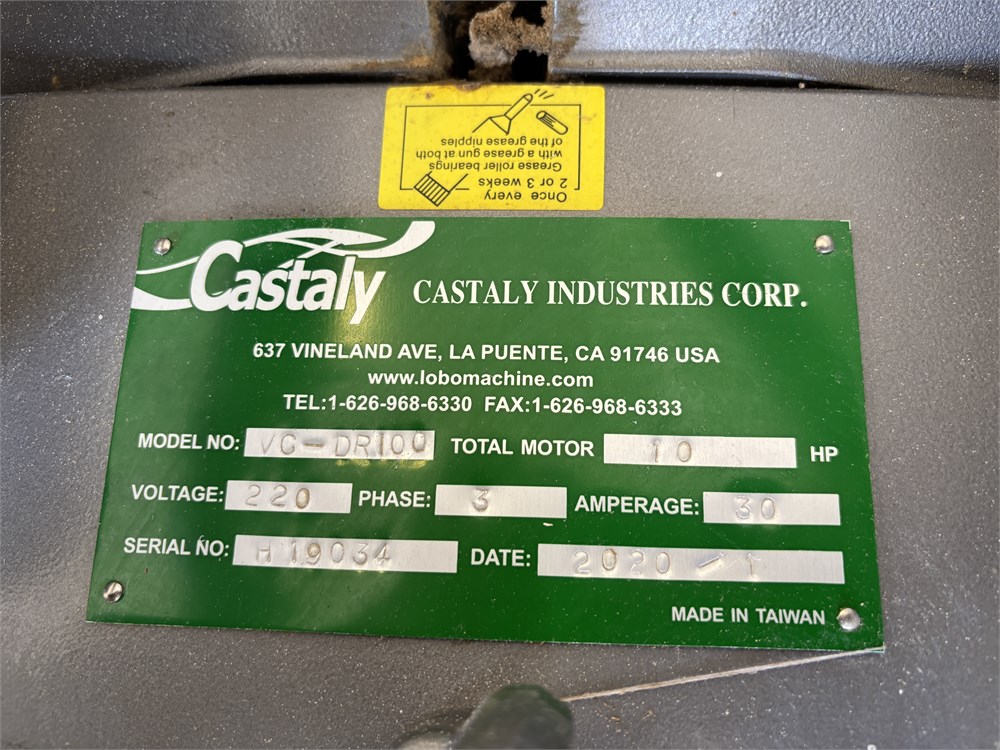 Once every
2 or 3 weeks
Grease roller bearings
with a grease gun at both
of the grease nipples
Castaly CASTALY INDUSTRIES CORP.
637 VINELAND AVE, LA PUENTE, CA 91746 USA
www.lobomachine.com
TEL:1-626-968-6330 FAX:1-626-968-6333
MODEL NO: VG-DR100 TOTAL MOTOR 10 HP
VOLTAGE: 220 PHASE: 3 AMPERAGE: 30
SERIAL NO: H19034 DATE: 2020-1
MADE IN TAIWAN